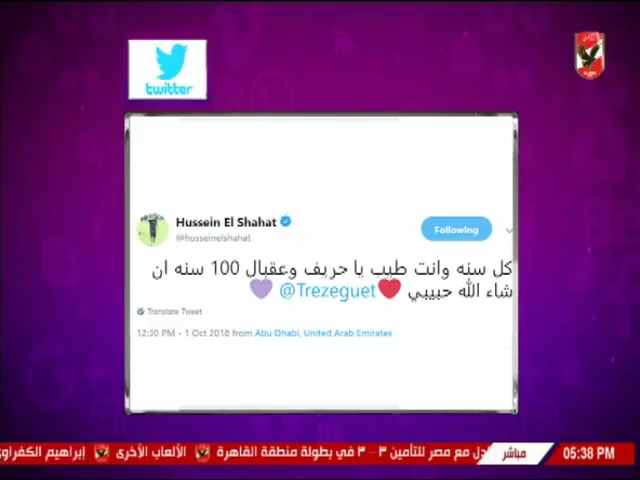 twitter
Hussein El Shahat
@husseinelshahat
Following
كل سنه وانت طيب يا حريف وعقبال 100 سنه ان
شاء الله حبيبي ❤️@Trezeguet 💜
Translate Tweet
12:30 PM - 1 Oct 2018 from Abu Dhabi, United Arab Emirates
مع مصر للتأمين ٣ - ٣ في بطولة منطقة القاهرة
الألعاب الأخرى
إبراهيم الكفراوي
مباشر
05:38 PM